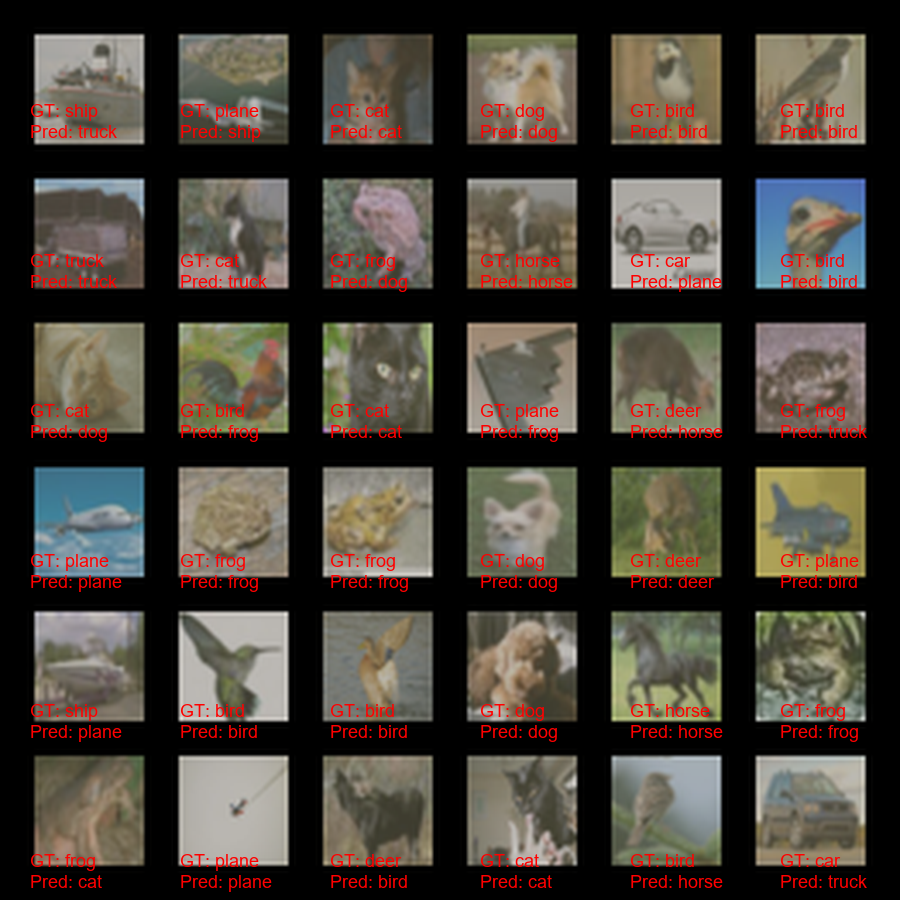 GT: ship
Pred: truck
GT: plane
Pred: ship
GT: cat
Pred: cat
GT: dog
Pred: dog
GT: bird
Pred: bird
GT: bird
Pred: bird
GT: truck
Pred: truck
GT: cat
Pred: truck
GT: frog
Pred: dog
GT: horse
Pred: horse
GT: car
Pred: plane
GT: bird
Pred: bird
GT: cat
Pred: dog
GT: bird
Pred: frog
GT: cat
Pred: cat
GT: plane
Pred: frog
GT: deer
Pred: horse
GT: frog
Pred: truck
GT: plane
Pred: plane
GT: frog
Pred: frog
GT: frog
Pred: frog
GT: dog
Pred: dog
GT: deer
Pred: deer
GT: plane
Pred: bird
GT: ship
Pred: plane
GT: bird
Pred: bird
GT: bird
Pred: bird
GT: dog
Pred: dog
GT: horse
Pred: horse
GT: frog
Pred: frog
GT: frog
Pred: cat
GT: plane
Pred: plane
GT: deer
Pred: bird
GT: cat
Pred: cat
GT: bird
Pred: horse
GT: car
Pred: truck